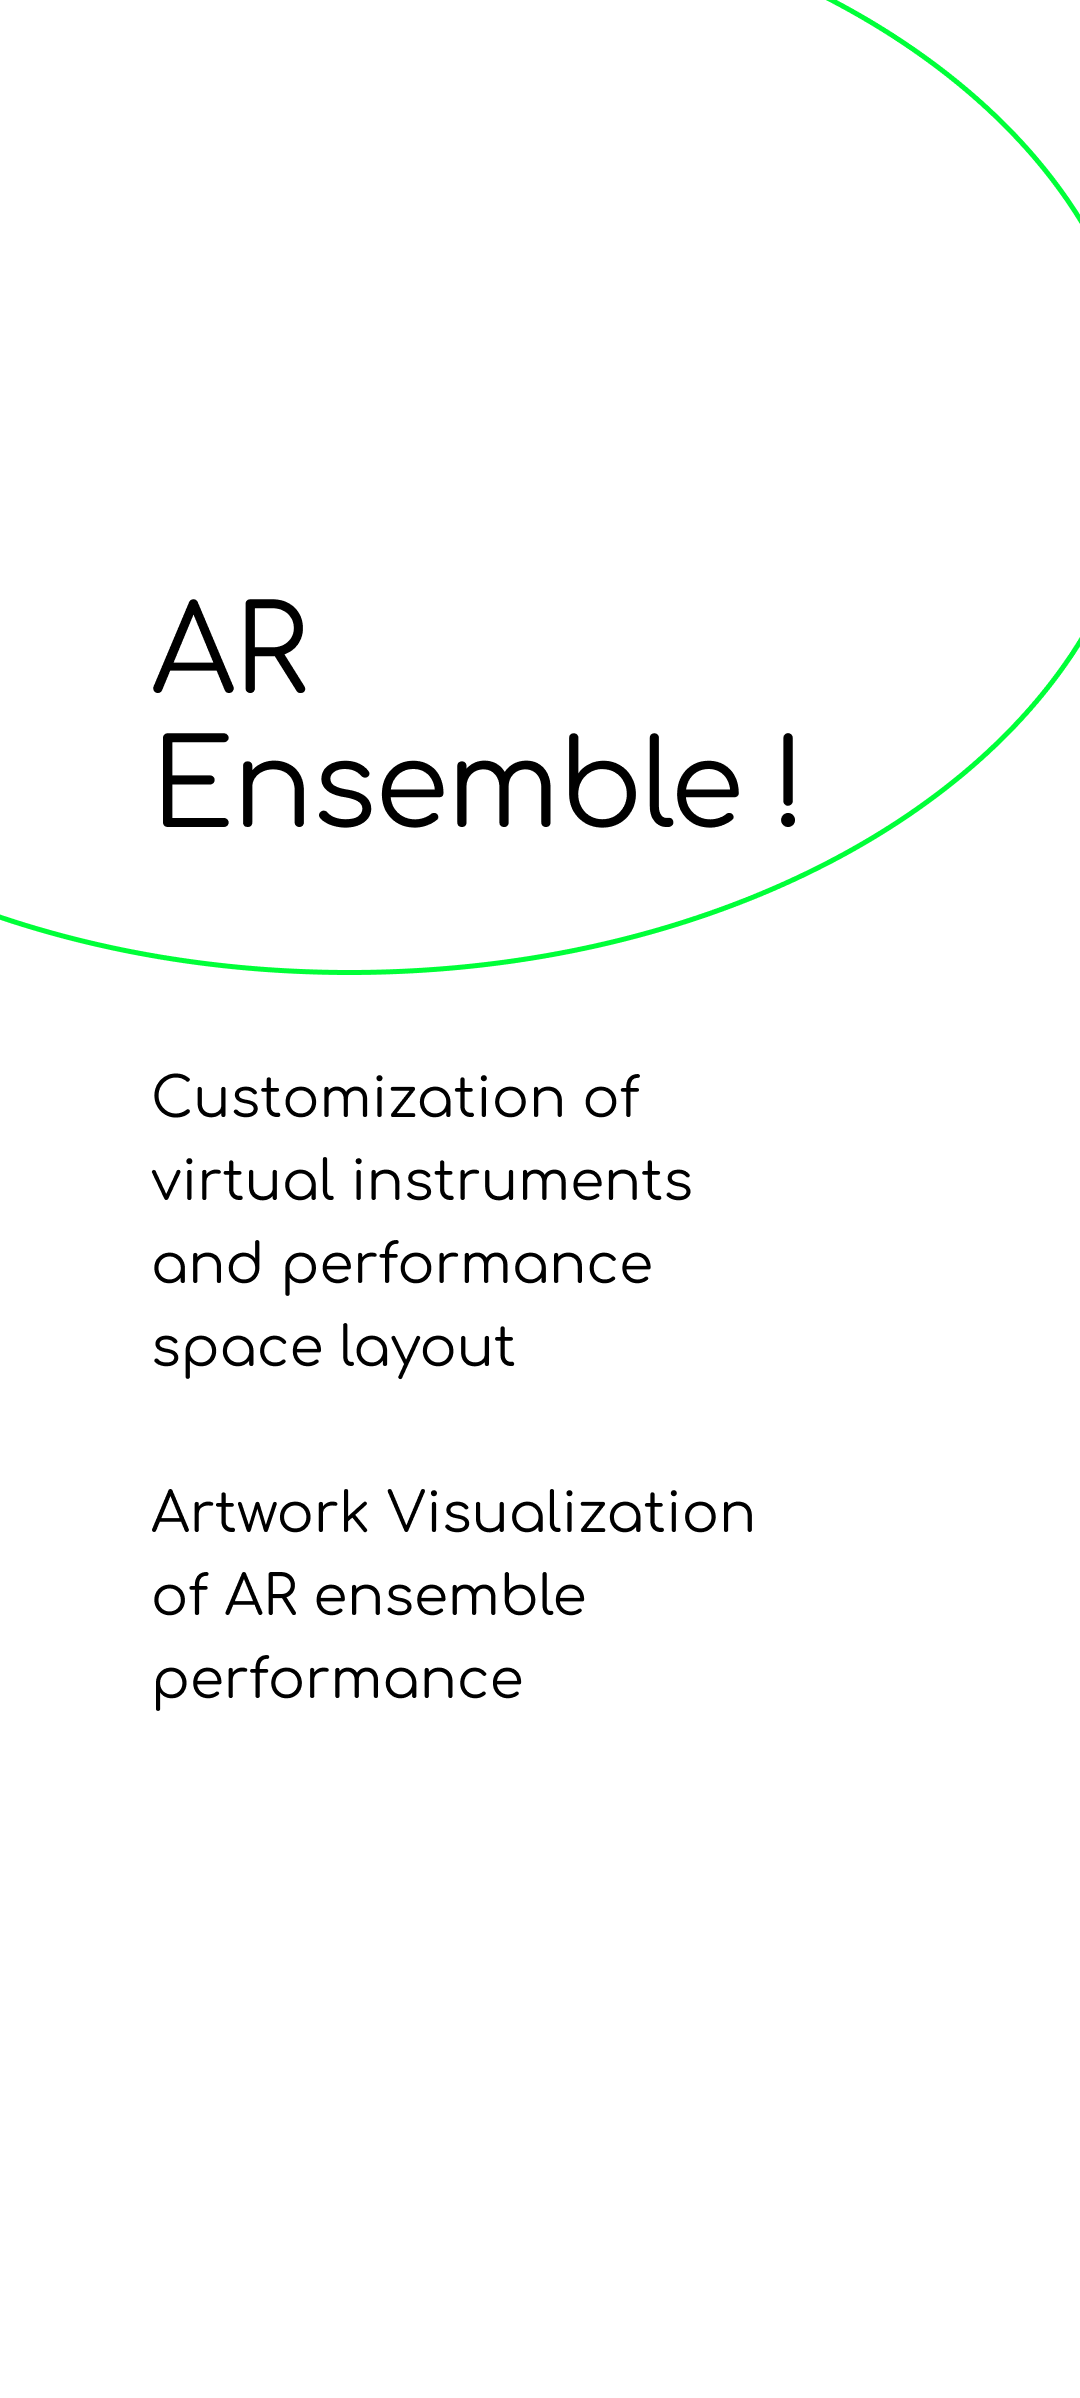 AR
Ensemble !
Customization of
virtual instruments
and performance
space layout
Artwork Visualization
of AR ensemble
performance